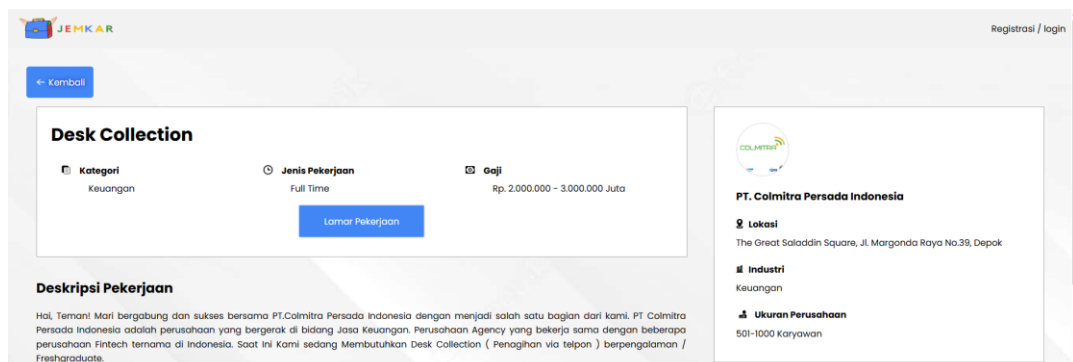 JEMKAR
Registrasi / login
← Kembali
Desk Collection
Kategori
Keuangan
Jenis Pekerjaan
Full Time
Gaji
Rp. 2.000.000 - 3.000.000 Juta
Lamar Pekerjaan
Deskripsi Pekerjaan
Hai, Teman! Mari bergabung dan sukses bersama PT.Colmitra Persada Indonesia dengan menjadi salah satu bagian dari kami. PT Colmitra
Persada Indonesia adalah perusahaan yang bergerak di bidang Jasa Keuangan. Perusahaan Agency yang bekerja sama dengan beberapa
perusahaan Fintech ternama di Indonesia. Saat Ini Kami sedang Membutuhkan Desk Collection ( Penagihan via telpon ) berpengalaman /
Freshgraduate.
COLMITRA
PT. Colmitra Persada Indonesia
Lokasi
The Great Saladdin Square, Jl. Margonda Raya No.39, Depok
Industri
Keuangan
Ukuran Perusahaan
501-1000 Karyawan